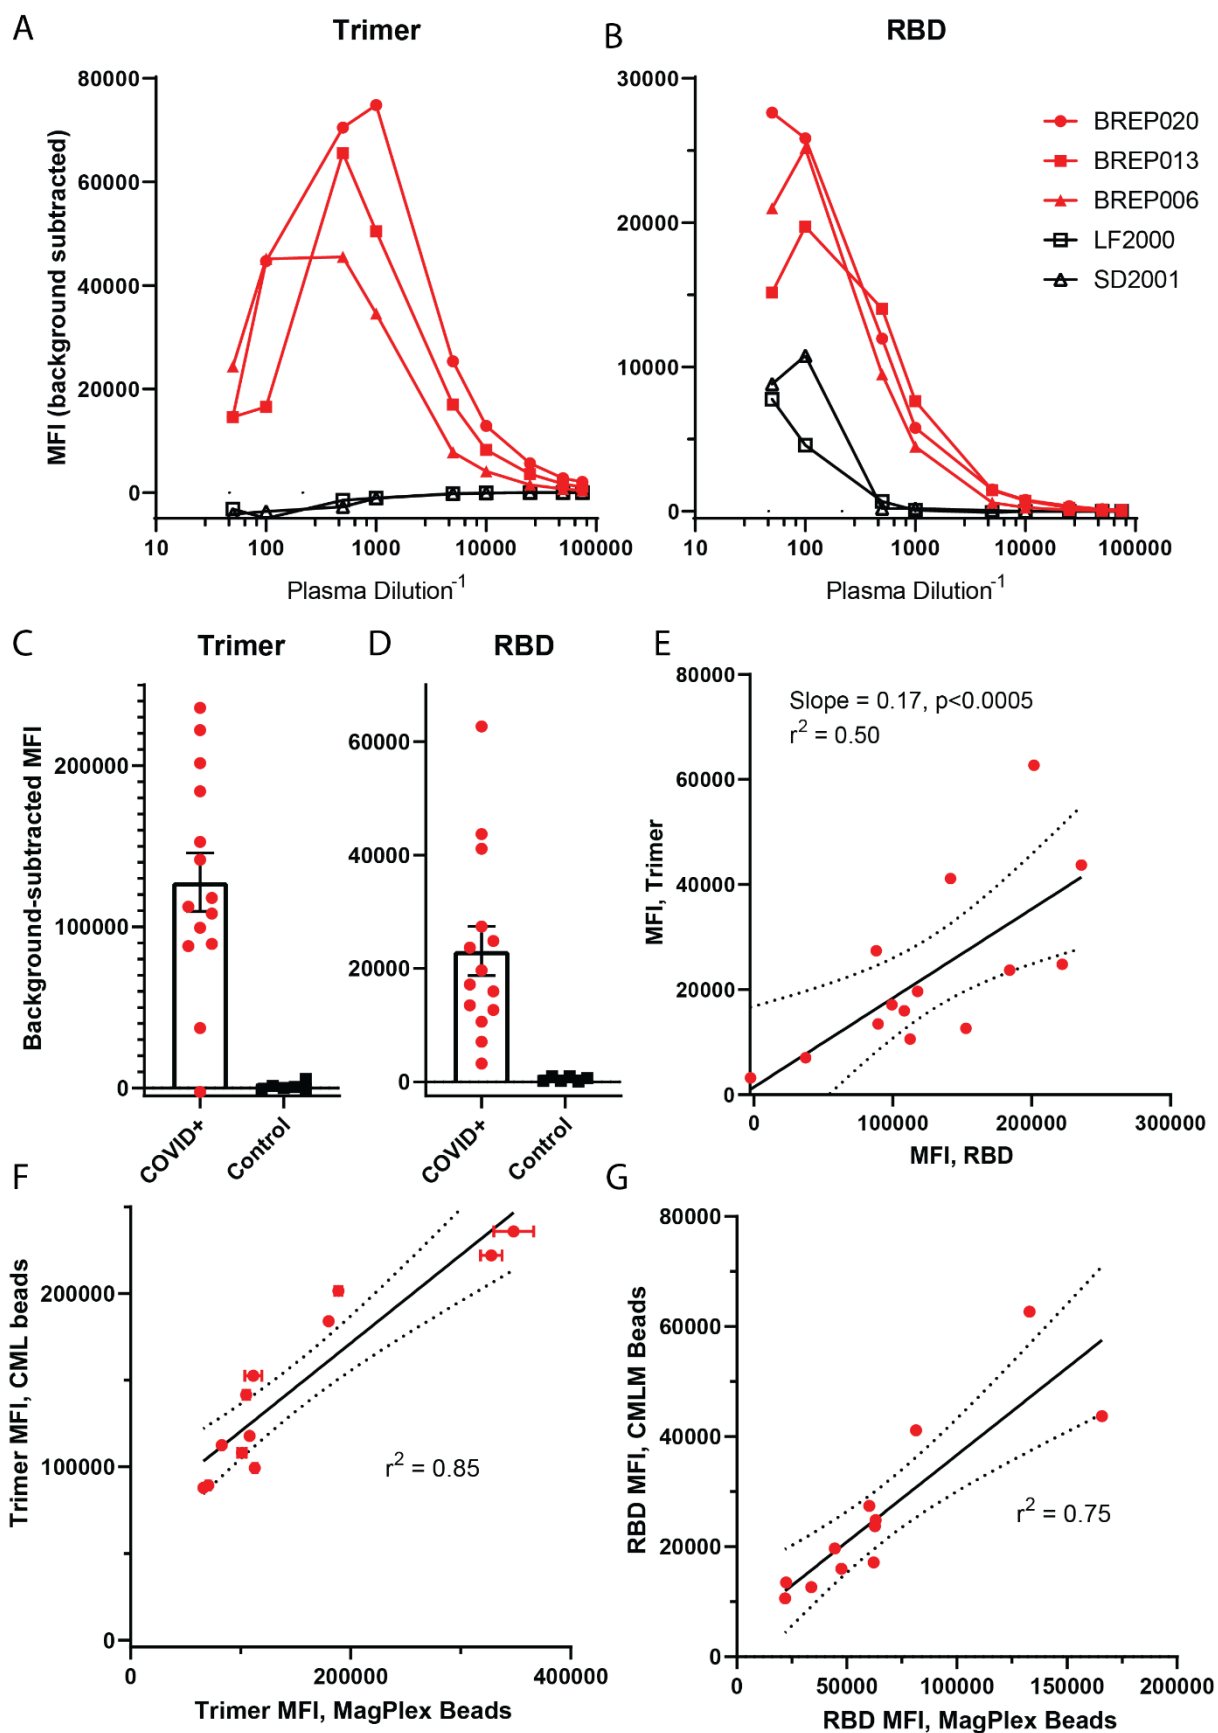 A
Trimer
B
RBD
MFI (background subtracted)
80000
60000
40000
20000
0
10
100
1000
10000
100000
Plasma Dilution-1
30000
20000
10000
0
10
100
1000
10000
100000
Plasma Dilution-1
BREP020
BREP013
BREP006
LF2000
SD2001
C
Trimer
D
RBD
E
Background-subtracted MFI
200000
100000
0
COVID+
Control
60000
40000
20000
0
COVID+
Control
MFI, Trimer
80000
60000
40000
20000
0
Slope = 0.17, p<0.0005
r2 = 0.50
0
100000
200000
300000
MFI, RBD
F
G
Trimer MFI, CML beads
200000
100000
0
r2 = 0.85
0
200000
400000
Trimer MFI, MagPlex Beads
RBD MFI, CMLM Beads
80000
60000
40000
20000
0
r2 = 0.75
0
50000
100000
150000
200000
RBD MFI, MagPlex Beads